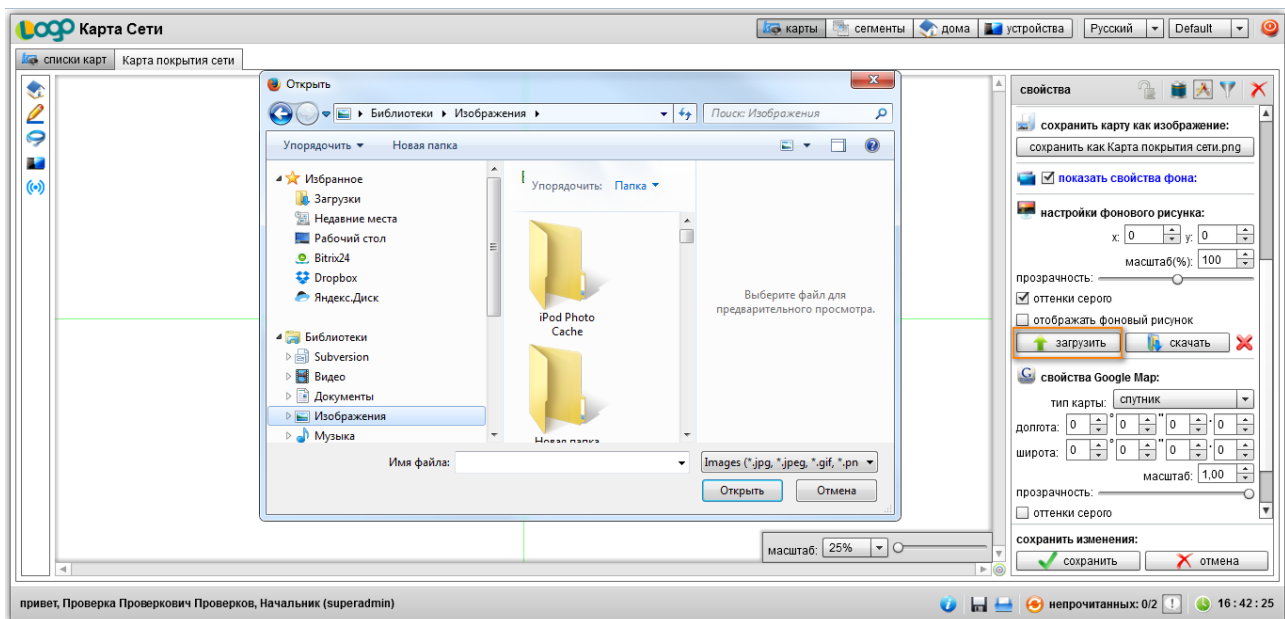 Logo Карта Сети
карты сегменты дома устройства Русский Default
списки карт Карта покрытия сети
Открыть
Библиотеки Изображения Поиск: Изображения
Упорядочить Новая папка
Избранное
Загрузки
Недавние места
Рабочий стол
Bitrix24
Dropbox
Яндекс.Диск
Библиотеки
Subversion
Видео
Документы
Изображения
Музыка
Упорядочить: Папка
iPod Photo
Cache
Новая папка
Выберите файл для
предварительного просмотра.
Имя файла: Images (*.jpg, *.jpeg, *.gif, *.pn
Открыть Отмена
масштаб: 25%
свойства
сохранить карту как изображение:
сохранить как Карта покрытия сети.png
показать свойства фона:
настройки фонового рисунка:
x: 0 y: 0
масштаб(%): 100
прозрачность:
оттенки серого
отображать фоновый рисунок
загрузить скачать
свойства Google Map:
тип карты: спутник
долгота: 0 ° 0 " 0 ' 0
широта: 0 ° 0 " 0 ' 0
масштаб: 1,00
прозрачность:
оттенки серого
сохранить изменения:
сохранить отмена
привет, Проверка Проверкович Проверков, Начальник (superadmin) непрочитанных: 0/2 16:42:25